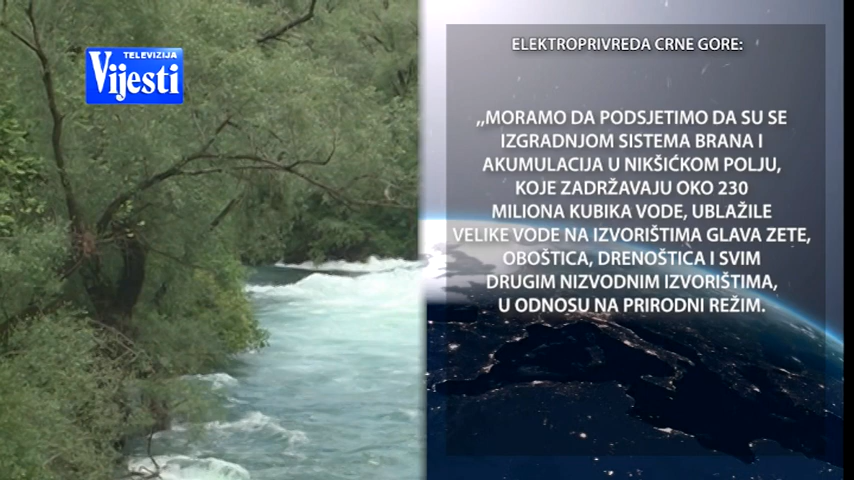 TELEVIZIJA
Vijesti
ELEKTROPRIVREDA CRNE GORE:
,,MORAMO DA PODSJETIMO DA SU SE
IZGRADNJOM SISTEMA BRANA I
AKUMULACIJA U NIKŠIĆKOM POLJU,
KOJE ZADRŽAVAJU OKO 230
MILIONA KUBIKA VODE, UBLAŽILE
VELIKE VODE NA IZVORIŠTIMA GLAVA ZETE,
OBOŠTICA, DRENOŠTICA I SVIM
DRUGIM NIZVODNIM IZVORIŠTIMA,
U ODNOSU NA PRIRODNI REŽIM.